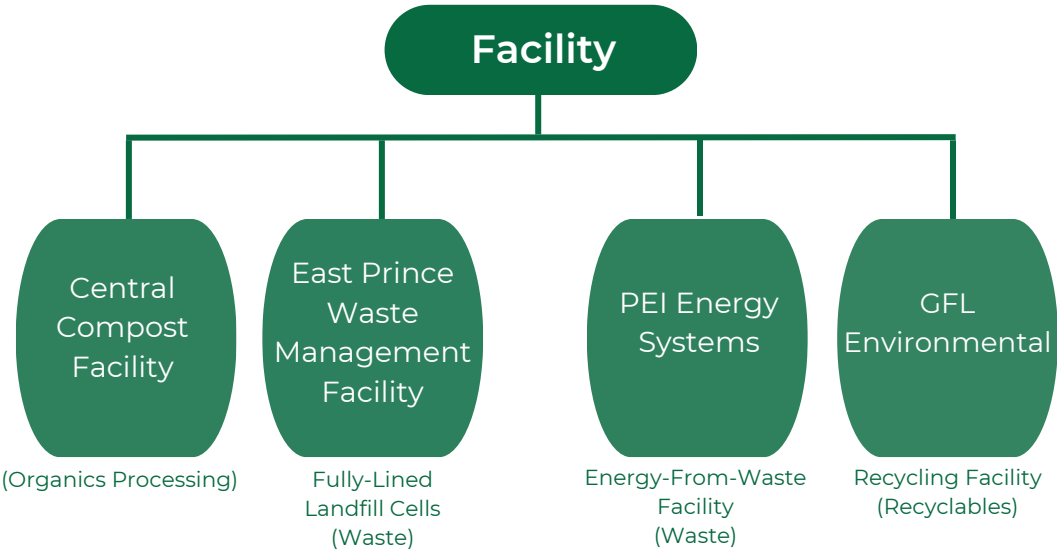 Facility
Central
Compost
Facility
(Organics Processing)
East Prince
Waste
Management
Facility
Fully-Lined
Landfill Cells
(Waste)
PEI Energy
Systems
Energy-From-Waste
Facility
(Waste)
GFL
Environmental
Recycling Facility
(Recyclables)